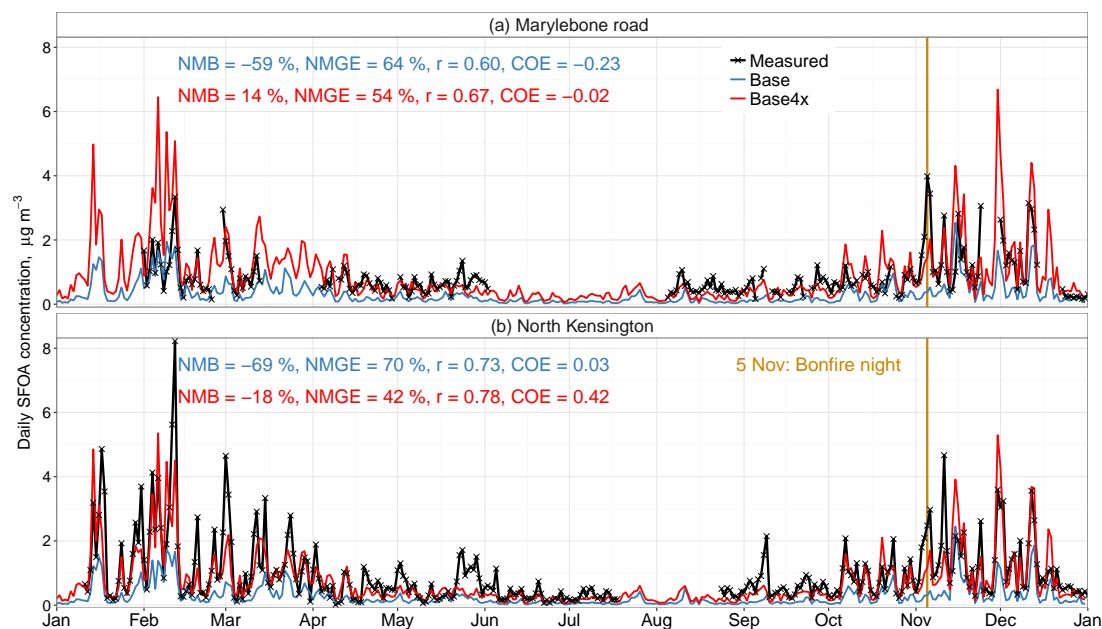 (a) Marylebone road
8
NMB = −59 %, NMGE = 64 %, r = 0.60, COE = −0.23
NMB = 14 %, NMGE = 54 %, r = 0.67, COE = −0.02
Measured
Base
Base4x
6
4
2
0
Daily SFOA concentration, µg m−3
(b) North Kensington
8
NMB = −69 %, NMGE = 70 %, r = 0.73, COE = 0.03
NMB = −18 %, NMGE = 42 %, r = 0.78, COE = 0.42
5 Nov: Bonfire night
6
4
2
0
Jan Feb Mar Apr May Jun Jul Aug Sep Oct Nov Dec Jan